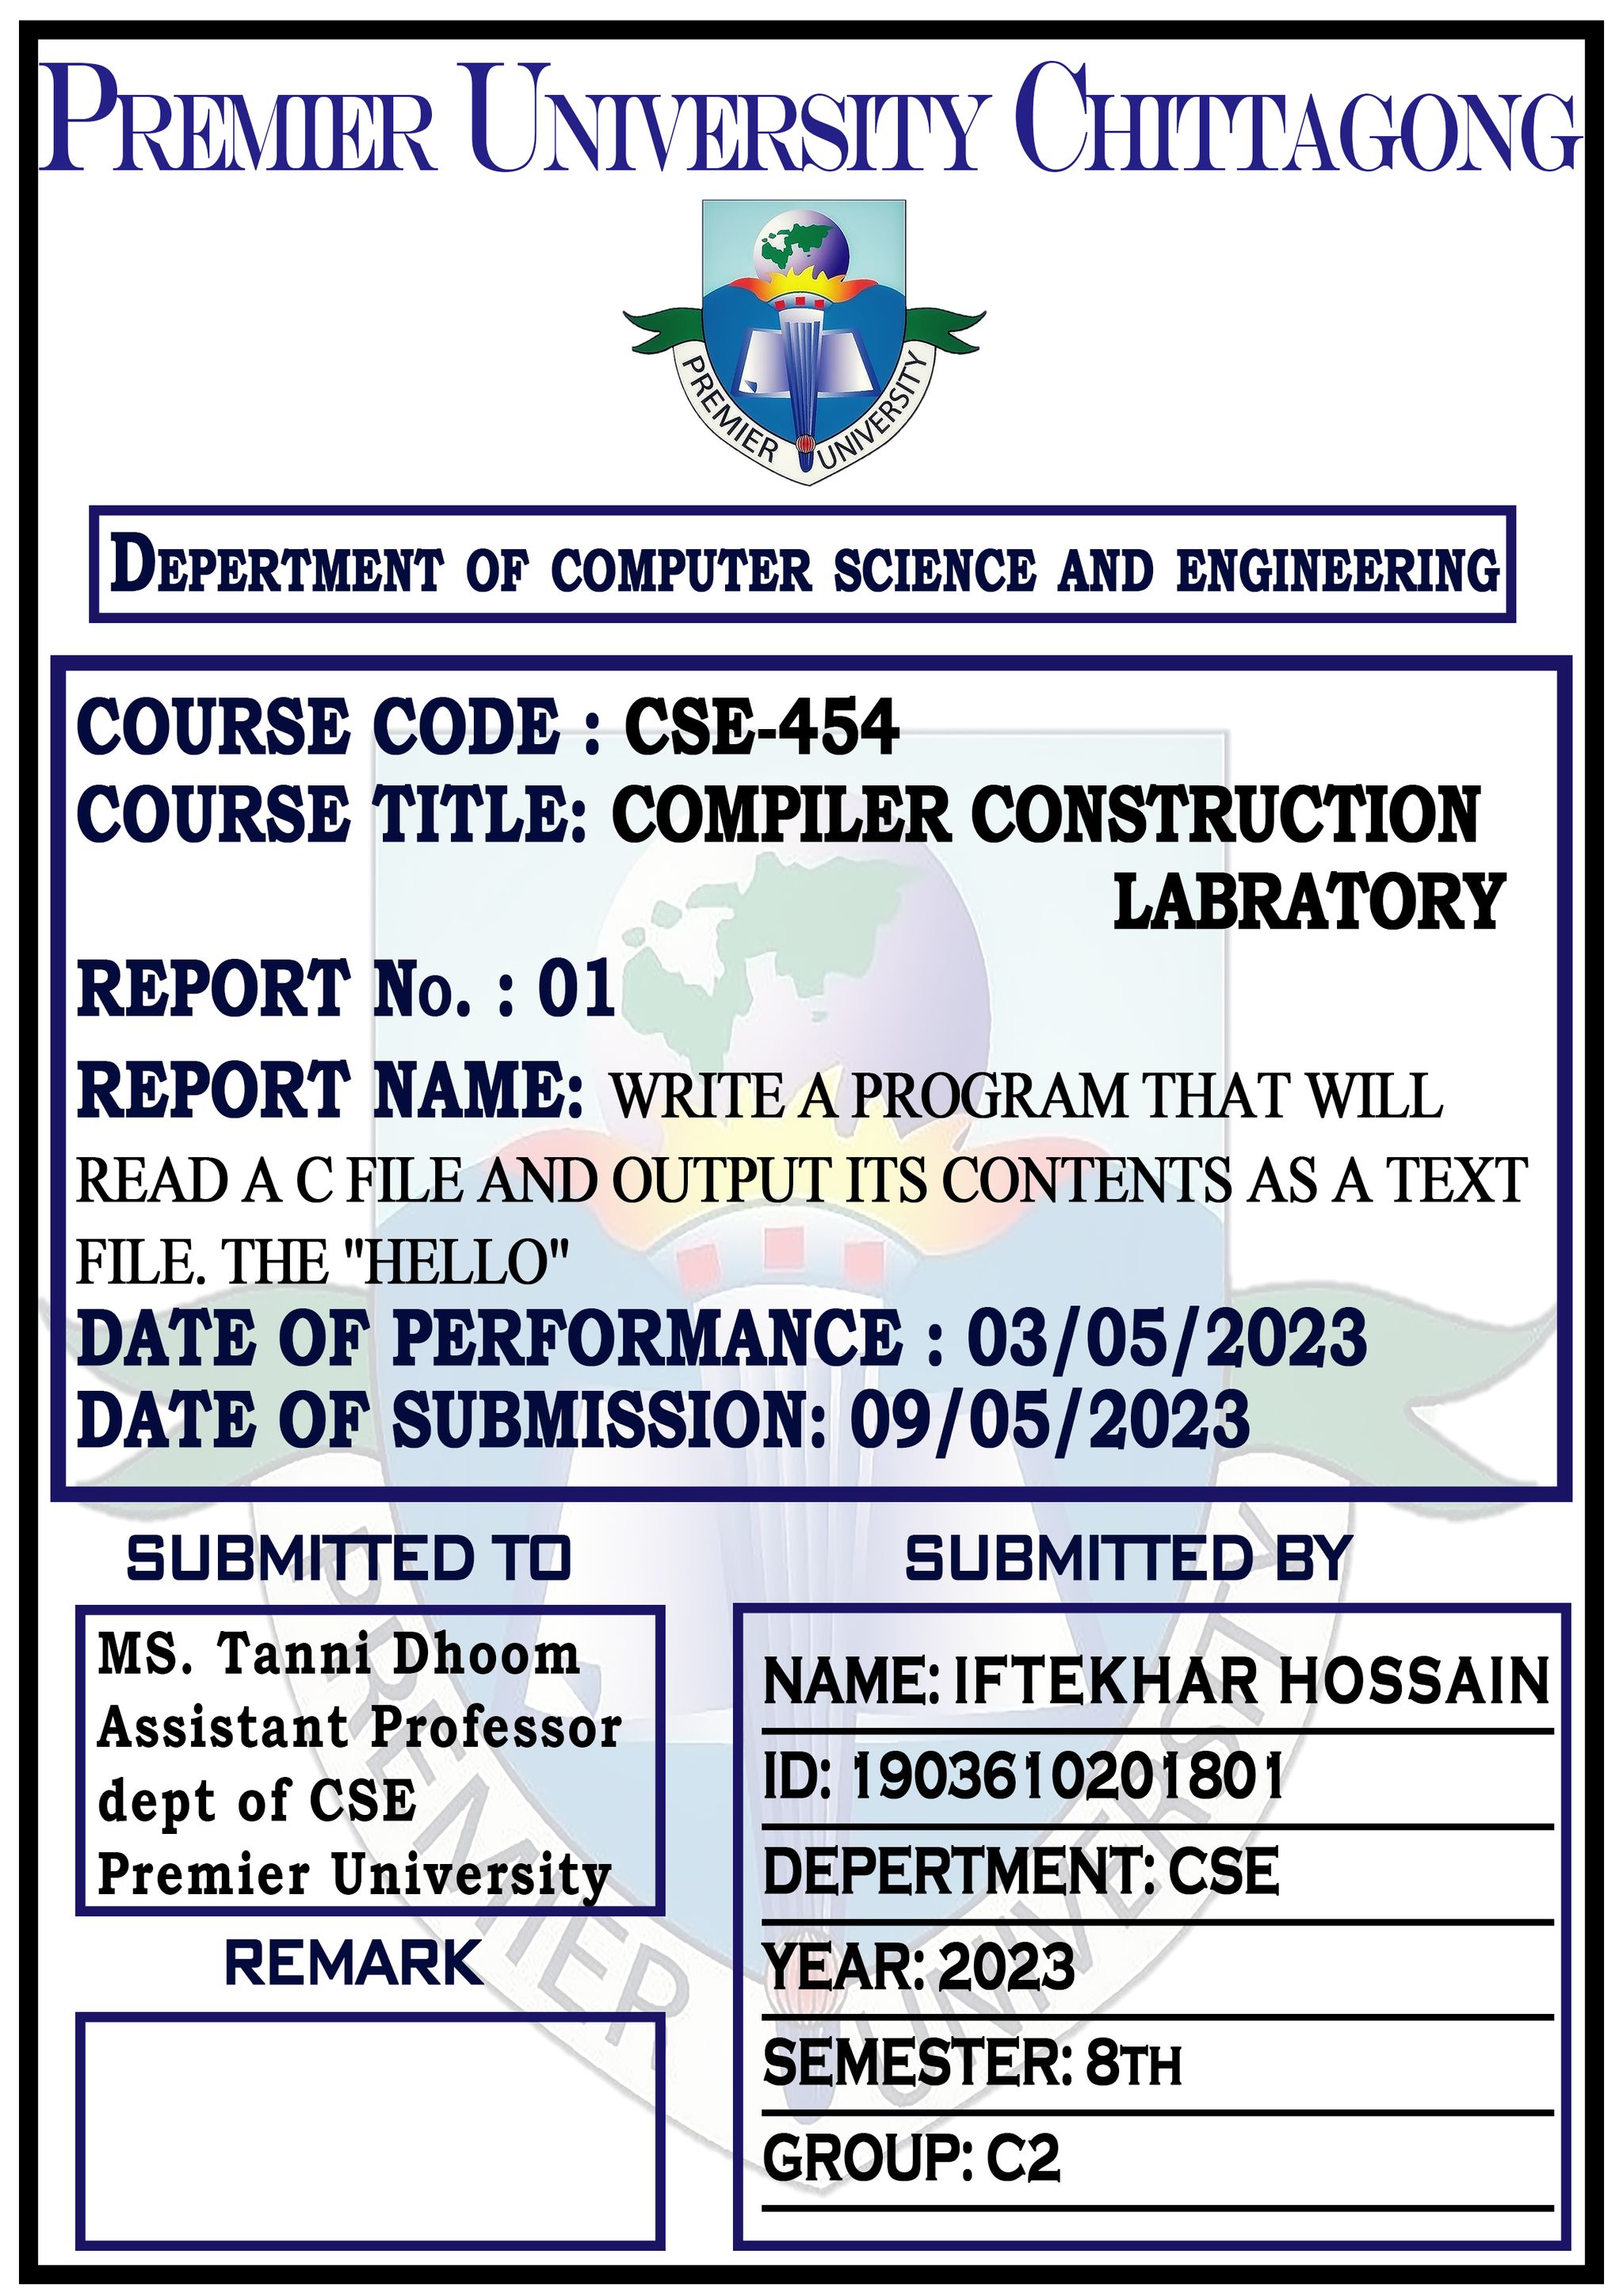 PREMIER UNIVERSITY CHITTAGONG
PREMIER UNIVERSITY
DEPERTMENT OF COMPUTER SCIENCE AND ENGINEERING
COURSE CODE : CSE-454
COURSE TITLE: COMPILER CONSTRUCTION
LABRATORY
REPORT No. : 01
REPORT NAME: WRITE A PROGRAM THAT WILL
READ A C FILE AND OUTPUT ITS CONTENTS AS A TEXT
FILE. THE "HELLO"
DATE OF PERFORMANCE : 03/05/2023
DATE OF SUBMISSION: 09/05/2023
SUBMITTED TO
MS. Tanni Dhoom
Assistant Professor
dept of CSE
Premier University
REMARK
SUBMITTED BY
NAME: IFTEKHAR HOSSAIN
ID: 1903610201801
DEPERTMENT: CSE
YEAR: 2023
SEMESTER: 8TH
GROUP: C2
PREMIER UNIVERSITY